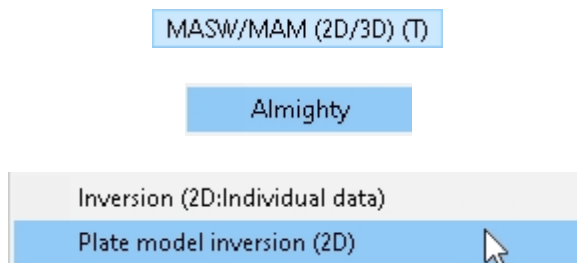 MASW/MAM (2D/3D) (T)
Almighty
Inversion (2D:Individual data)
Plate model inversion (2D)